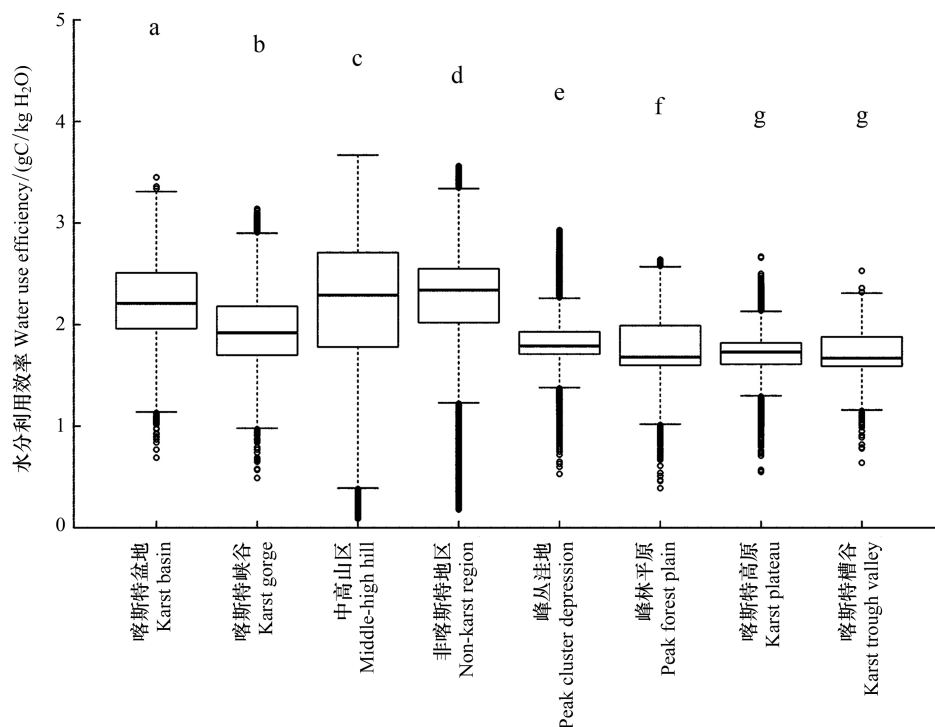 5
4
3
2
1
0
水分利用效率 Water use efficiency/(gC/kg H₂O)
a
b
c
d
e
f
g
g
喀斯特盆地
Karst basin
喀斯特峡谷
Karst gorge
中高山区
Middle-high hill
非喀斯特地区
Non-karst region
峰丛洼地
Peak cluster depression
峰林平原
Peak forest plain
喀斯特高原
Karst plateau
喀斯特槽谷
Karst trough valley